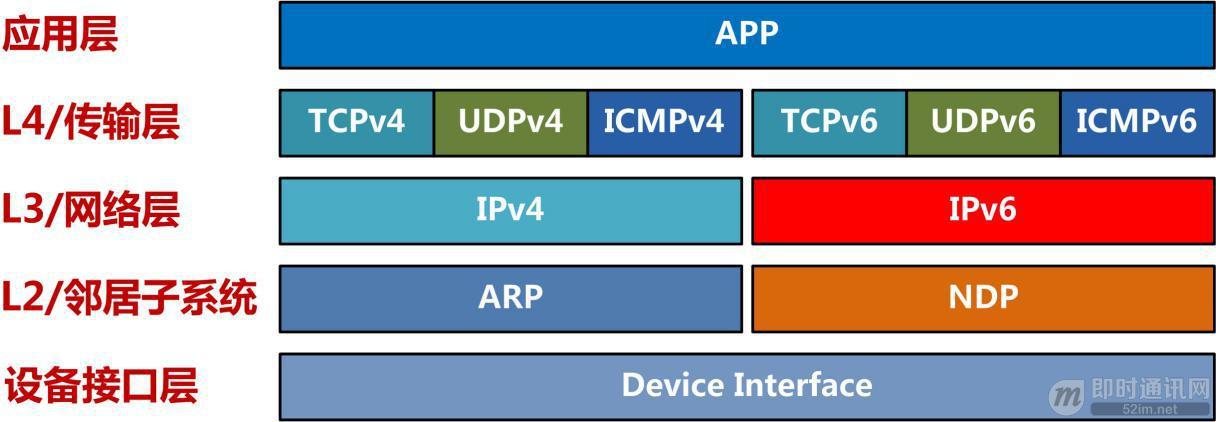 应用层 APP
L4/传输层 TCPv4 UDPv4 ICMPv4 TCPv6 UDPv6 ICMPv6
L3/网络层 IPv4 IPv6
L2/邻居子系统 ARP NDP
设备接口层 Device Interface
m 即时通讯网
52im.net